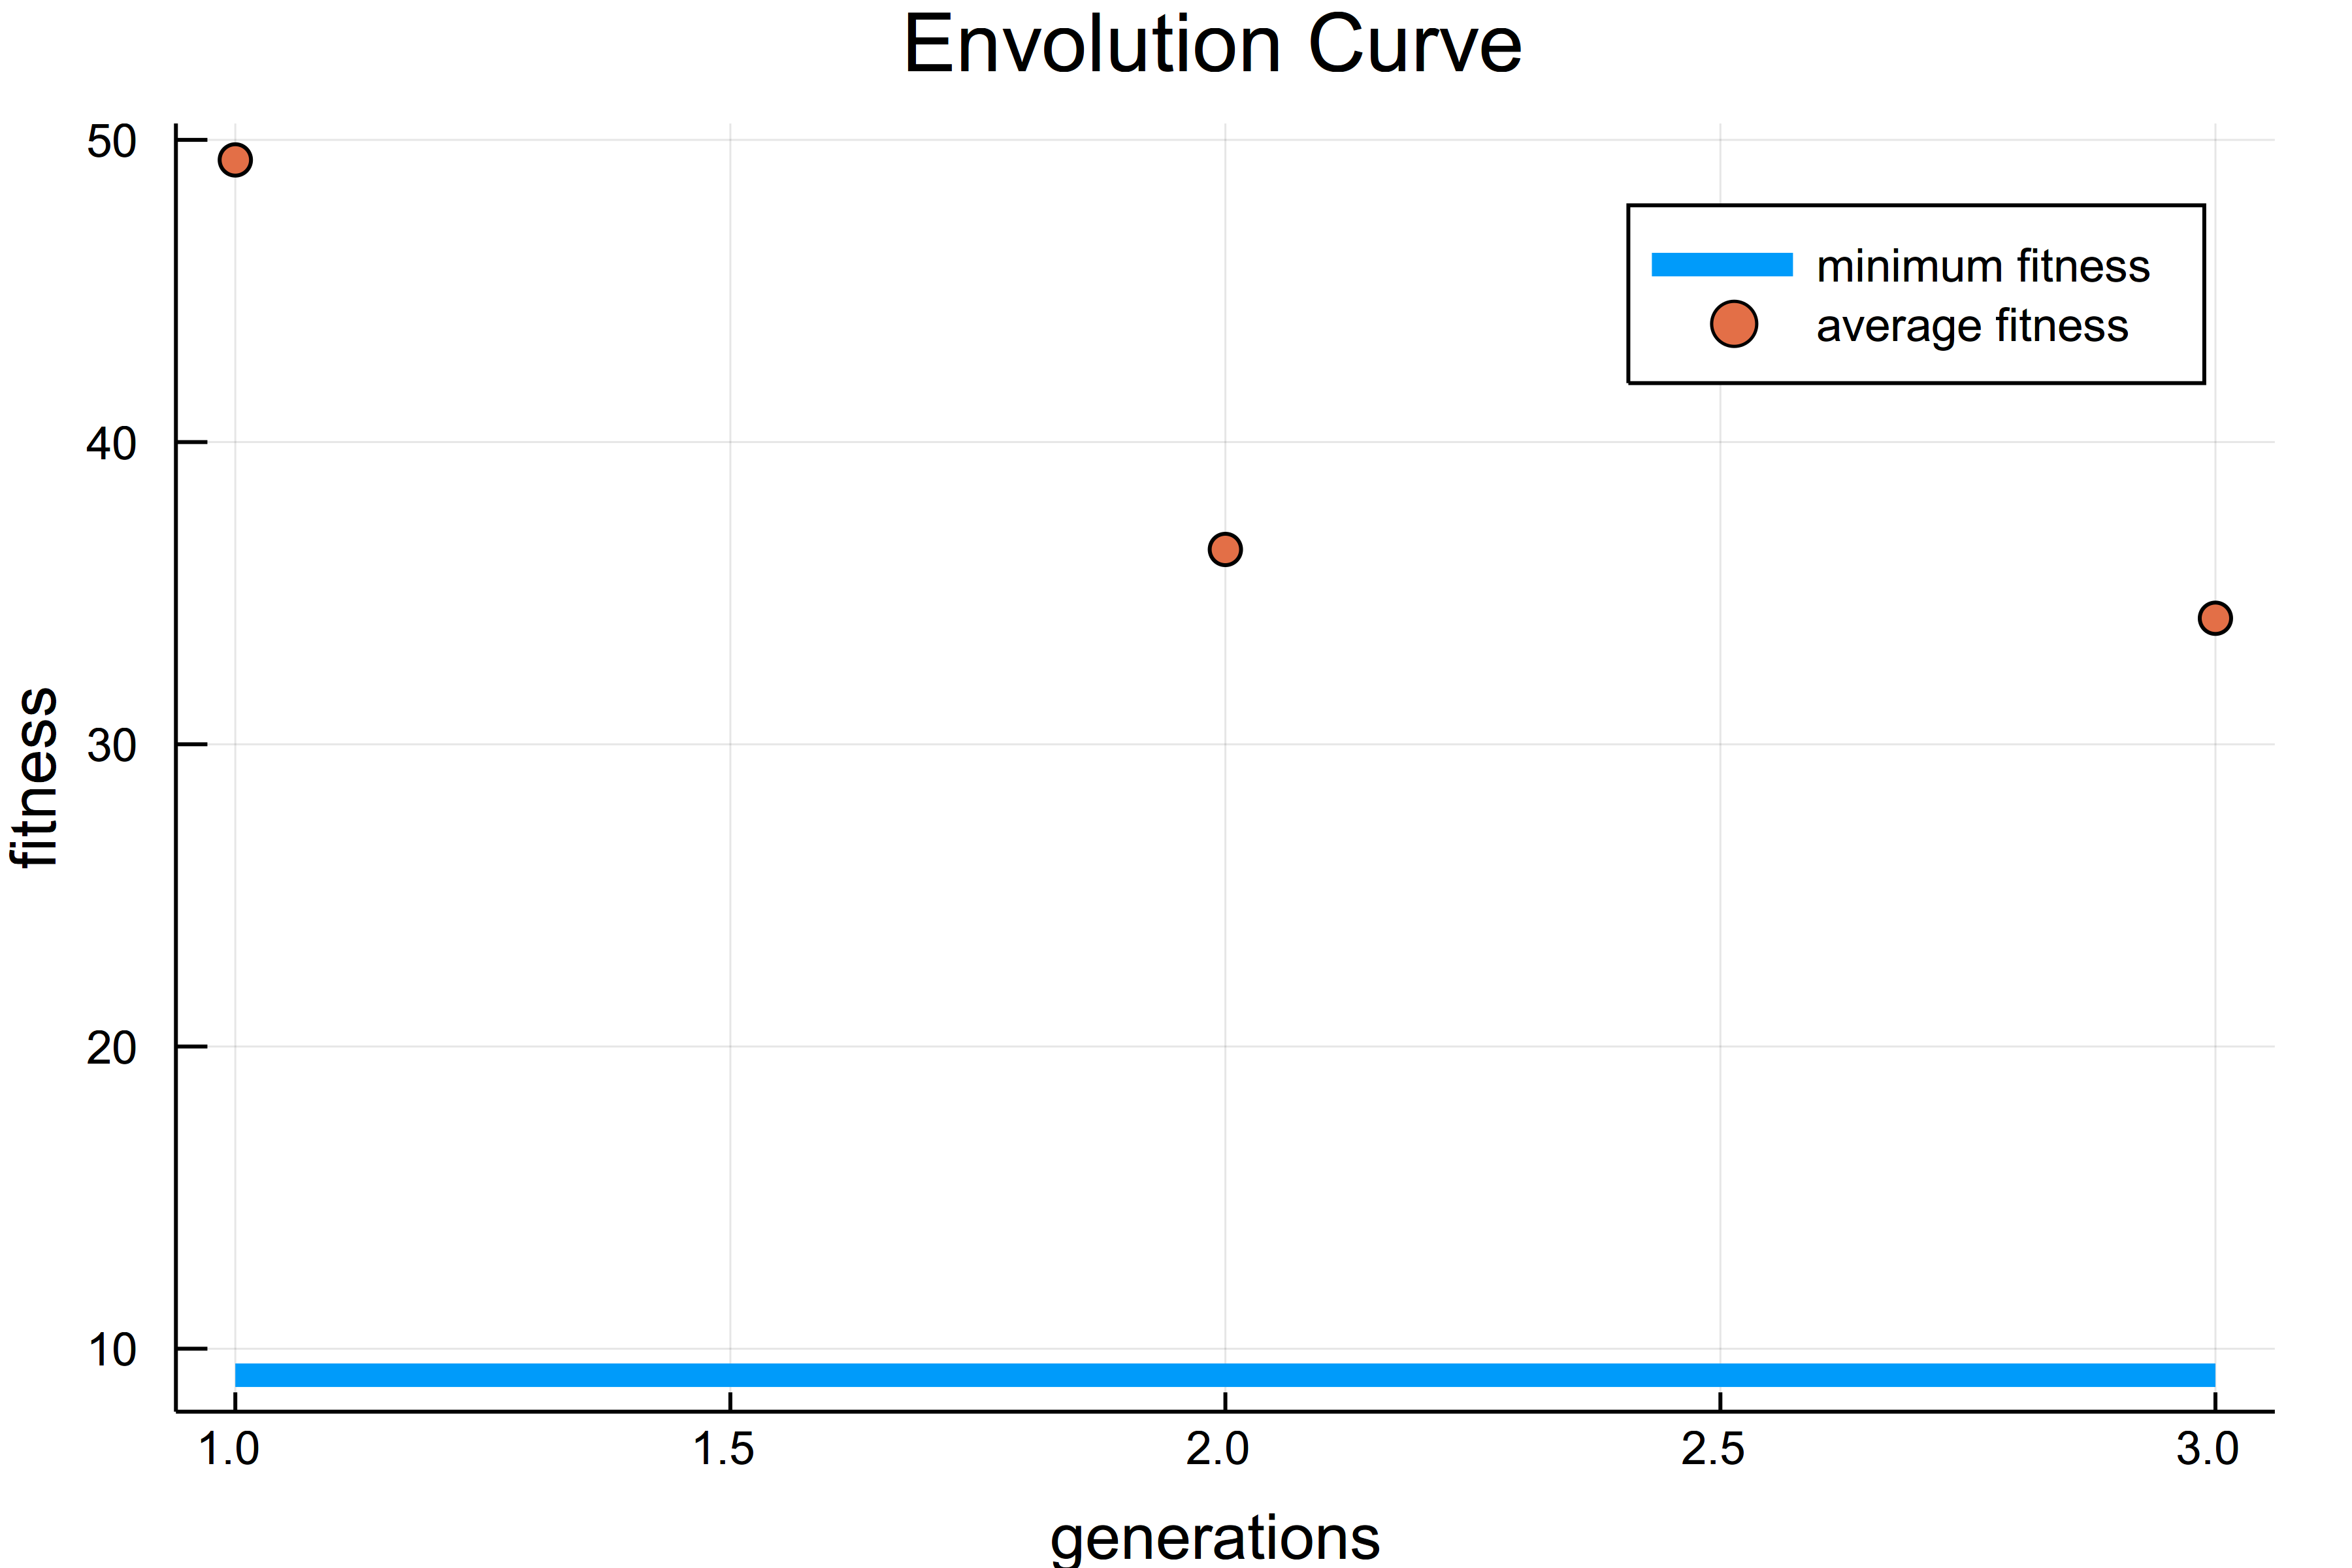 Envolution Curve
50
minimum fitness
average fitness
40
30
fitness
20
10
1.0 1.5 2.0 2.5 3.0
generations